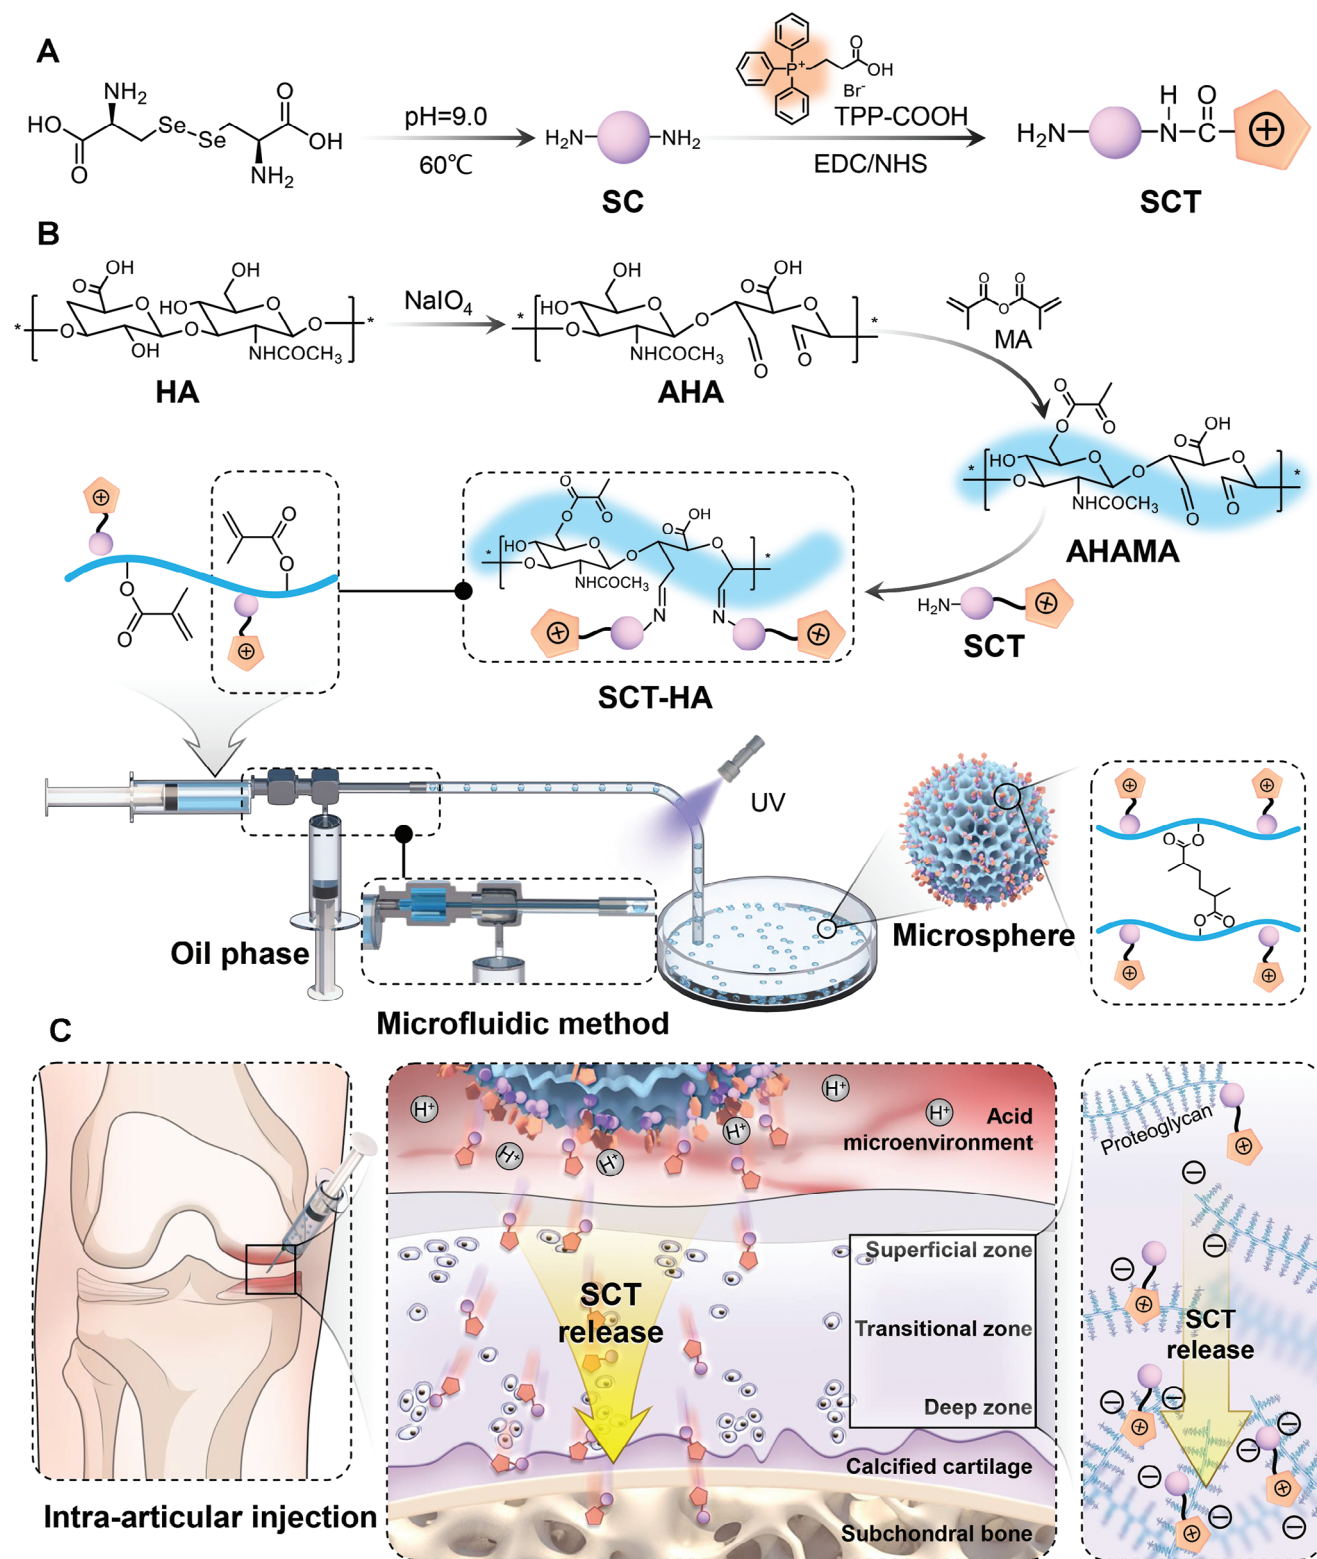 A
NH₂
HO
O
Se
Se
O
OH
NH₂
pH=9.0
60℃
H₂N
NH₂
SC
P⁺
O
OH
Br⁻
TPP-COOH
EDC/NHS
H₂N
H
N
O
C
⊕
SCT
B
OH
O
O
OH
HO
O
O
O
OH
NHCOCH₃
O
*
*
HA
NaIO₄
OH
HO
O
O
NHCOCH₃
O
O
OH
O
O
O
*
*
AHA
O
O
O
MA
O
O
O
HO
O
O
NHCOCH₃
O
O
OH
O
O
O
*
*
AHAMA
H₂N
⊕
SCT
⊕
O
O
O
O
⊕
O
O
O
HO
O
O
NHCOCH₃
O
O
OH
O
*
*
N
N
⊕
⊕
SCT-HA
UV
Oil phase
Microfluidic method
Microsphere
⊕
⊕
O
O
O
O
⊕
⊕
C
Intra-articular injection
H⁺
H⁺
H⁺
H⁺
H⁺
H⁺
Acid
microenvironment
Superficial zone
SCT
release
Transitional zone
Deep zone
Calcified cartilage
Subchondral bone
Proteoglycan
⊕
⊖
⊖
⊖
⊕
SCT
release
⊖
⊖
⊕
⊖
⊖
⊖
⊖
⊕
⊖
⊖
⊕